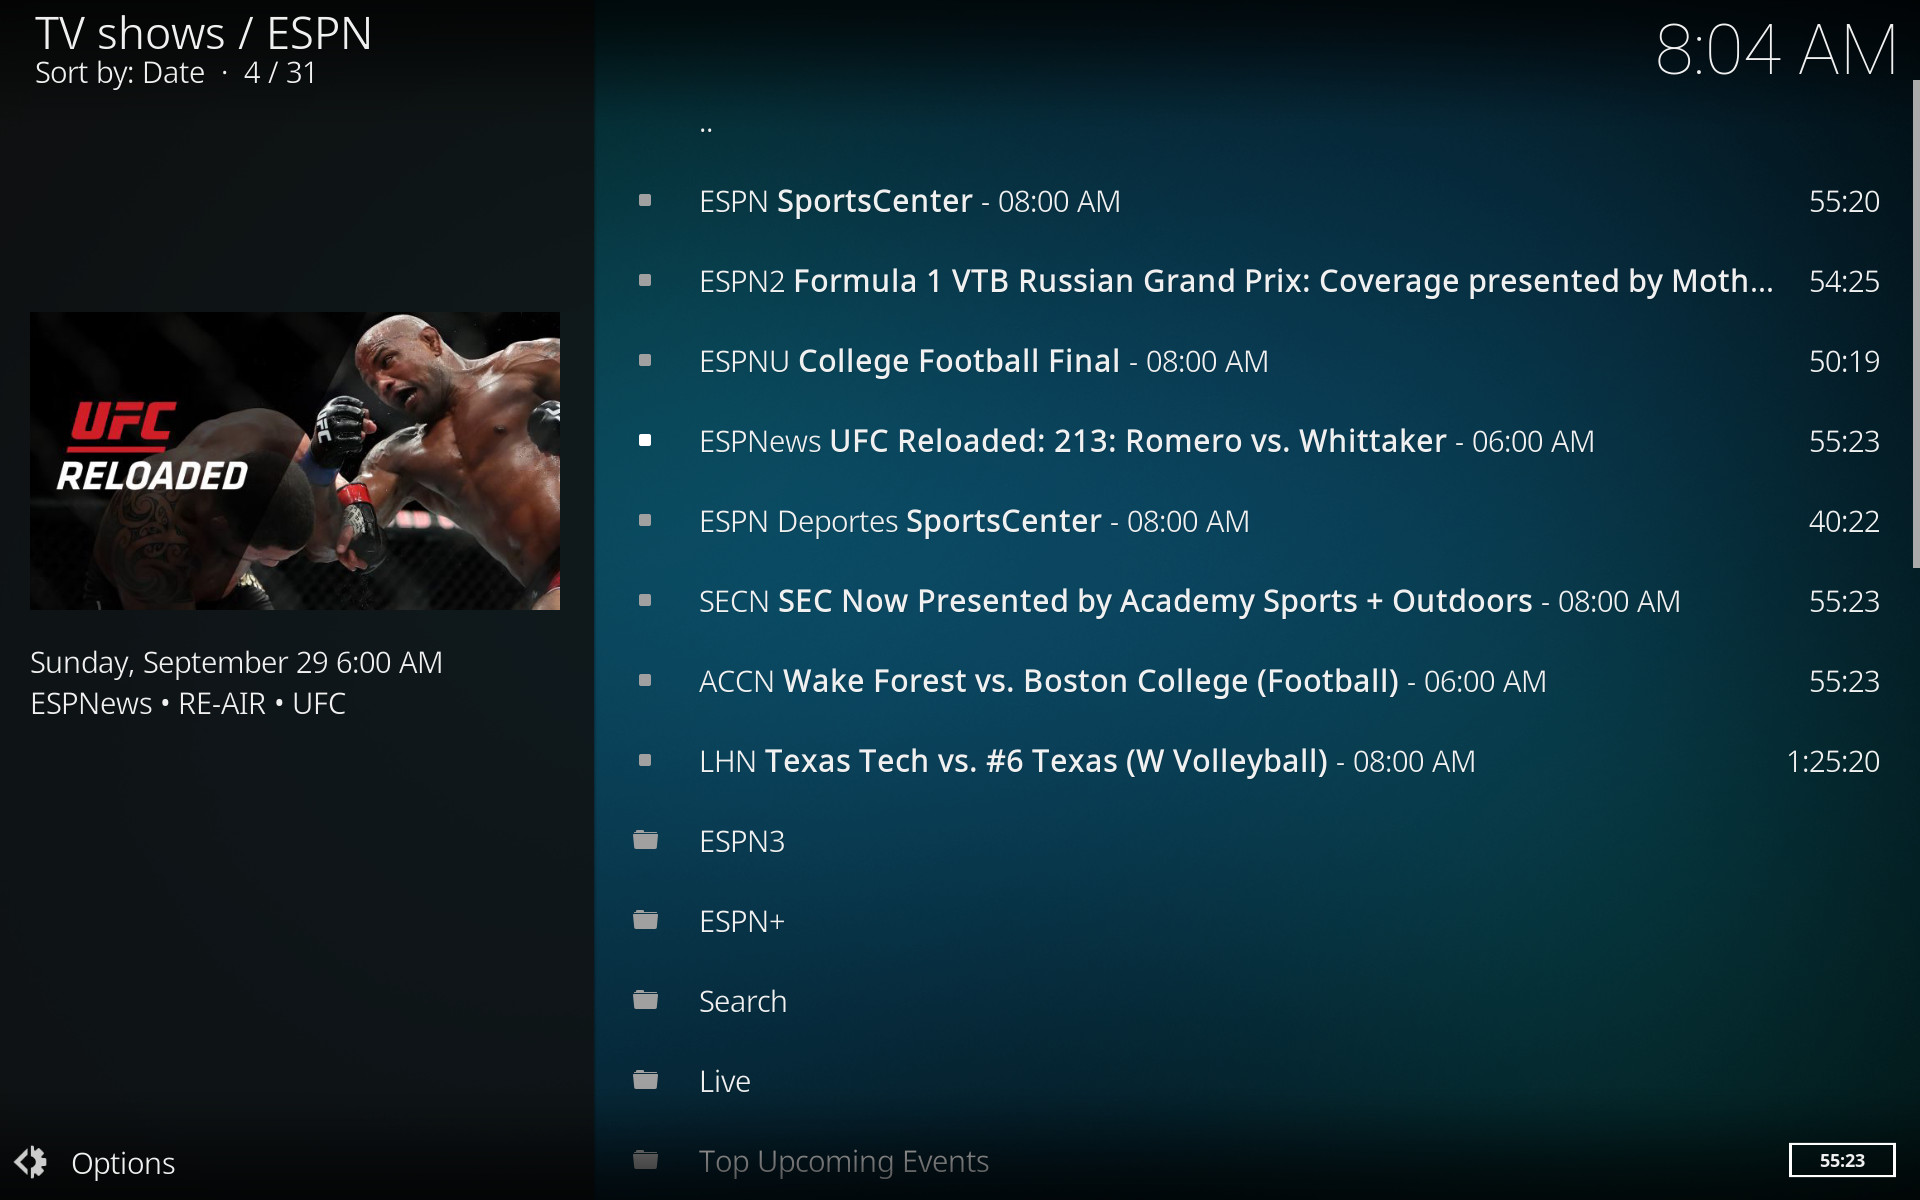 TV shows / ESPN
Sort by: Date · 4 / 31
8:04 AM
..
ESPN SportsCenter - 08:00 AM 55:20
ESPN2 Formula 1 VTB Russian Grand Prix: Coverage presented by Moth... 54:25
ESPNU College Football Final - 08:00 AM 50:19
ESPNews UFC Reloaded: 213: Romero vs. Whittaker - 06:00 AM 55:23
ESPN Deportes SportsCenter - 08:00 AM 40:22
SECN SEC Now Presented by Academy Sports + Outdoors - 08:00 AM 55:23
ACCN Wake Forest vs. Boston College (Football) - 06:00 AM 55:23
LHN Texas Tech vs. #6 Texas (W Volleyball) - 08:00 AM 1:25:20
ESPN3
ESPN+
Search
Live
Top Upcoming Events
UFC
RELOADED
UFC
Sunday, September 29 6:00 AM
ESPNews • RE-AIR • UFC
Options
55:23